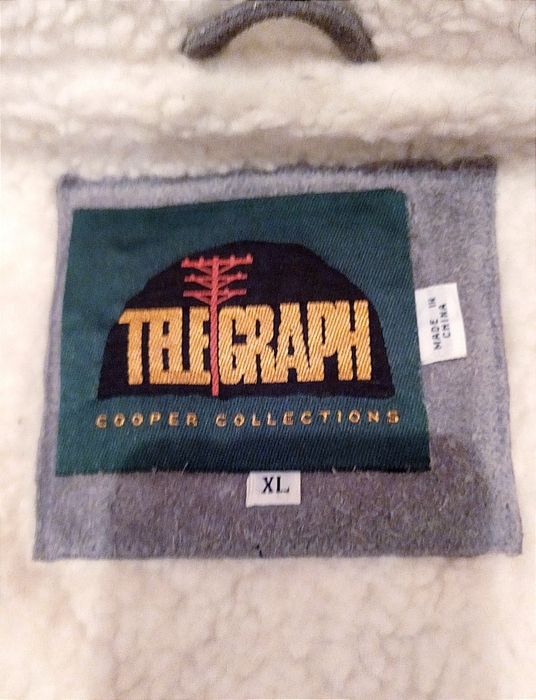 TELEGRAPH
COOPER COLLECTIONS
MADE IN
CHINA
XL